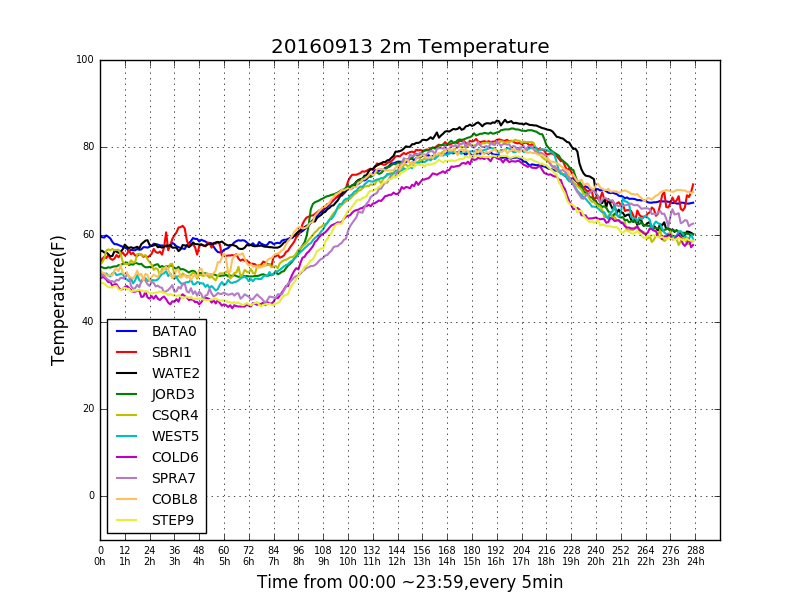 20160913 2m Temperature
Temperature(F)
100
80
60
40
20
0
BATA0
SBRI1
WATE2
JORD3
CSQR4
WEST5
COLD6
SPRA7
COBL8
STEP9
0 12 24 36 48 60 72 84 96 108 120 132 144 156 168 180 192 204 216 228 240 252 264 276 288
0h 1h 2h 3h 4h 5h 6h 7h 8h 9h 10h 11h 12h 13h 14h 15h 16h 17h 18h 19h 20h 21h 22h 23h 24h
Time from 00:00 ~23:59,every 5min